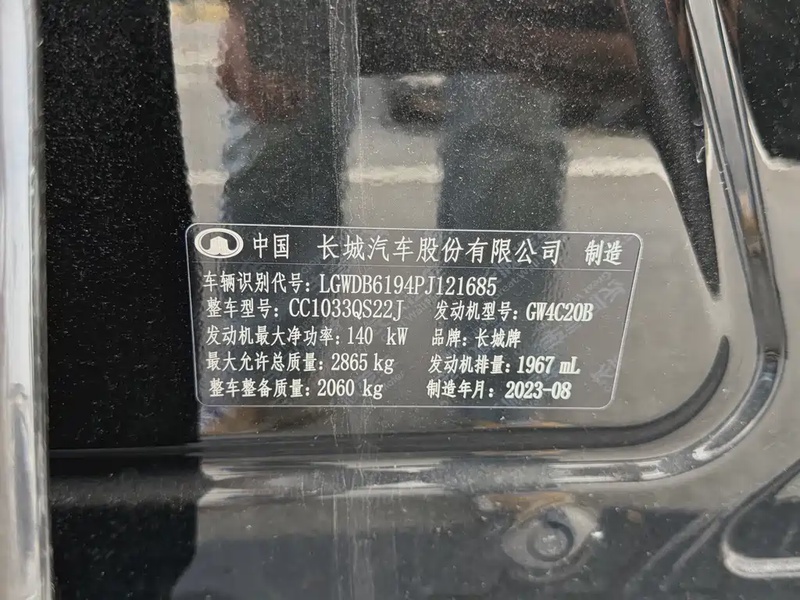 中国 长城汽车股份有限公司 制造
车辆识别代号: LGWDB6194PJ121685
整车型号: CC1033QS22J 发动机型号: GW4C20B
发动机最大净功率: 140 kW 品牌: 长城牌
最大允许总质量: 2865 kg 发动机排量: 1967 mL
整车整备质量: 2060 kg 制造年月: 2023-08